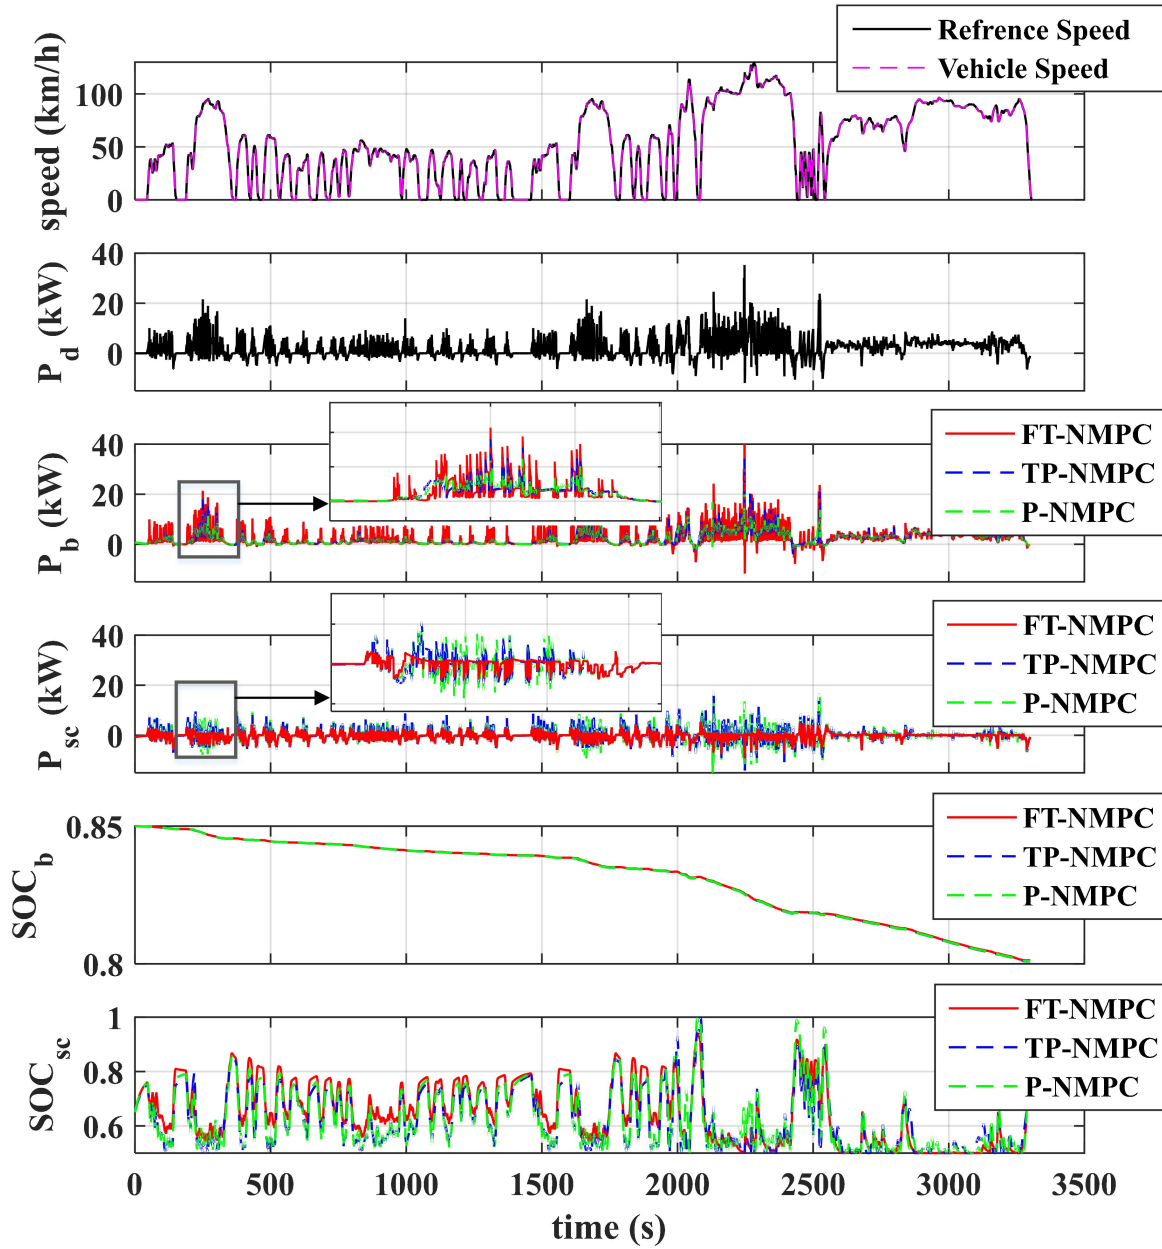 Refrence Speed
Vehicle Speed
speed (km/h)
100
50
0
P_d (kW)
40
20
0
P_b (kW)
40
20
0
FT-NMPC
TP-NMPC
P-NMPC
P_sc (kW)
40
20
0
FT-NMPC
TP-NMPC
P-NMPC
SOC_b
0.85
0.8
FT-NMPC
TP-NMPC
P-NMPC
SOC_sc
1
0.8
0.6
FT-NMPC
TP-NMPC
P-NMPC
0 500 1000 1500 2000 2500 3000 3500
time (s)